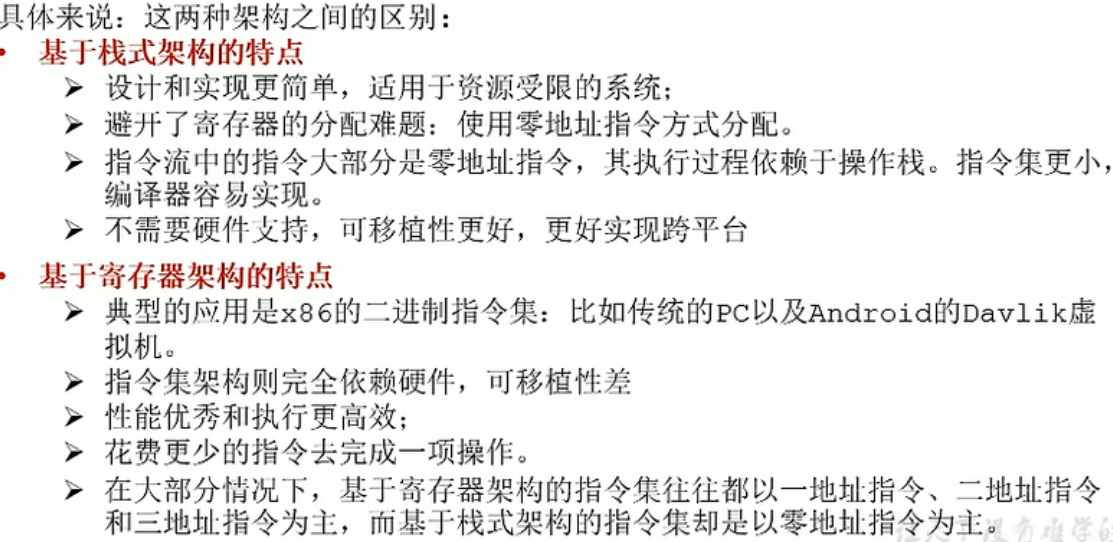 具体来说：这两种架构之间的区别：
• 基于栈式架构的特点
➢ 设计和实现更简单，适用于资源受限的系统；
➢ 避开了寄存器的分配难题：使用零地址指令方式分配。
➢ 指令流中的指令大部分是零地址指令，其执行过程依赖于操作栈。指令集更小，
编译器容易实现。
➢ 不需要硬件支持，可移植性更好，更好实现跨平台
• 基于寄存器架构的特点
➢ 典型的应用是x86的二进制指令集：比如传统的PC以及Android的Davlik虚
拟机。
➢ 指令集架构则完全依赖硬件，可移植性差
➢ 性能优秀和执行更高效；
➢ 花费更少的指令去完成一项操作。
➢ 在大部分情况下，基于寄存器架构的指令集往往都以一地址指令、二地址指令
和三地址指令为主，而基于栈式架构的指令集却是以零地址指令为主。
没有难学的